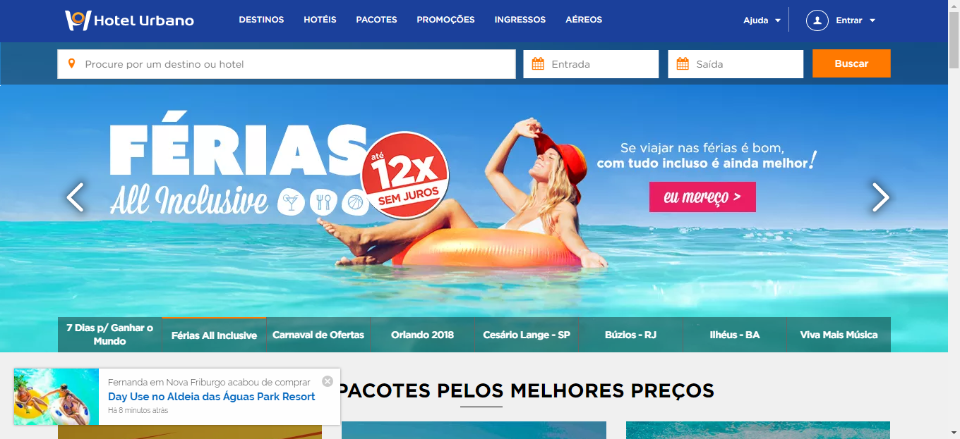 Hotel Urbano
DESTINOS HOTÉIS PACOTES PROMOÇÕES INGRESSOS AÉREOS
Ajuda Entrar
Procure por um destino ou hotel
Entrada
Saída
Buscar
FÉRIAS
All Inclusive
até
12X
SEM JUROS
Se viajar nas férias é bom,
com tudo incluso é ainda melhor!
eu mereço >
7 Dias p/ Ganhar o
Mundo
Férias All Inclusive
Carnaval de Ofertas
Orlando 2018
Cesário Lange - SP
Búzios - RJ
Ilhéus - BA
Viva Mais Música
Fernanda em Nova Friburgo acabou de comprar
Day Use no Aldeia das Águas Park Resort
Há 8 minutos atrás
PACOTES PELOS MELHORES PREÇOS